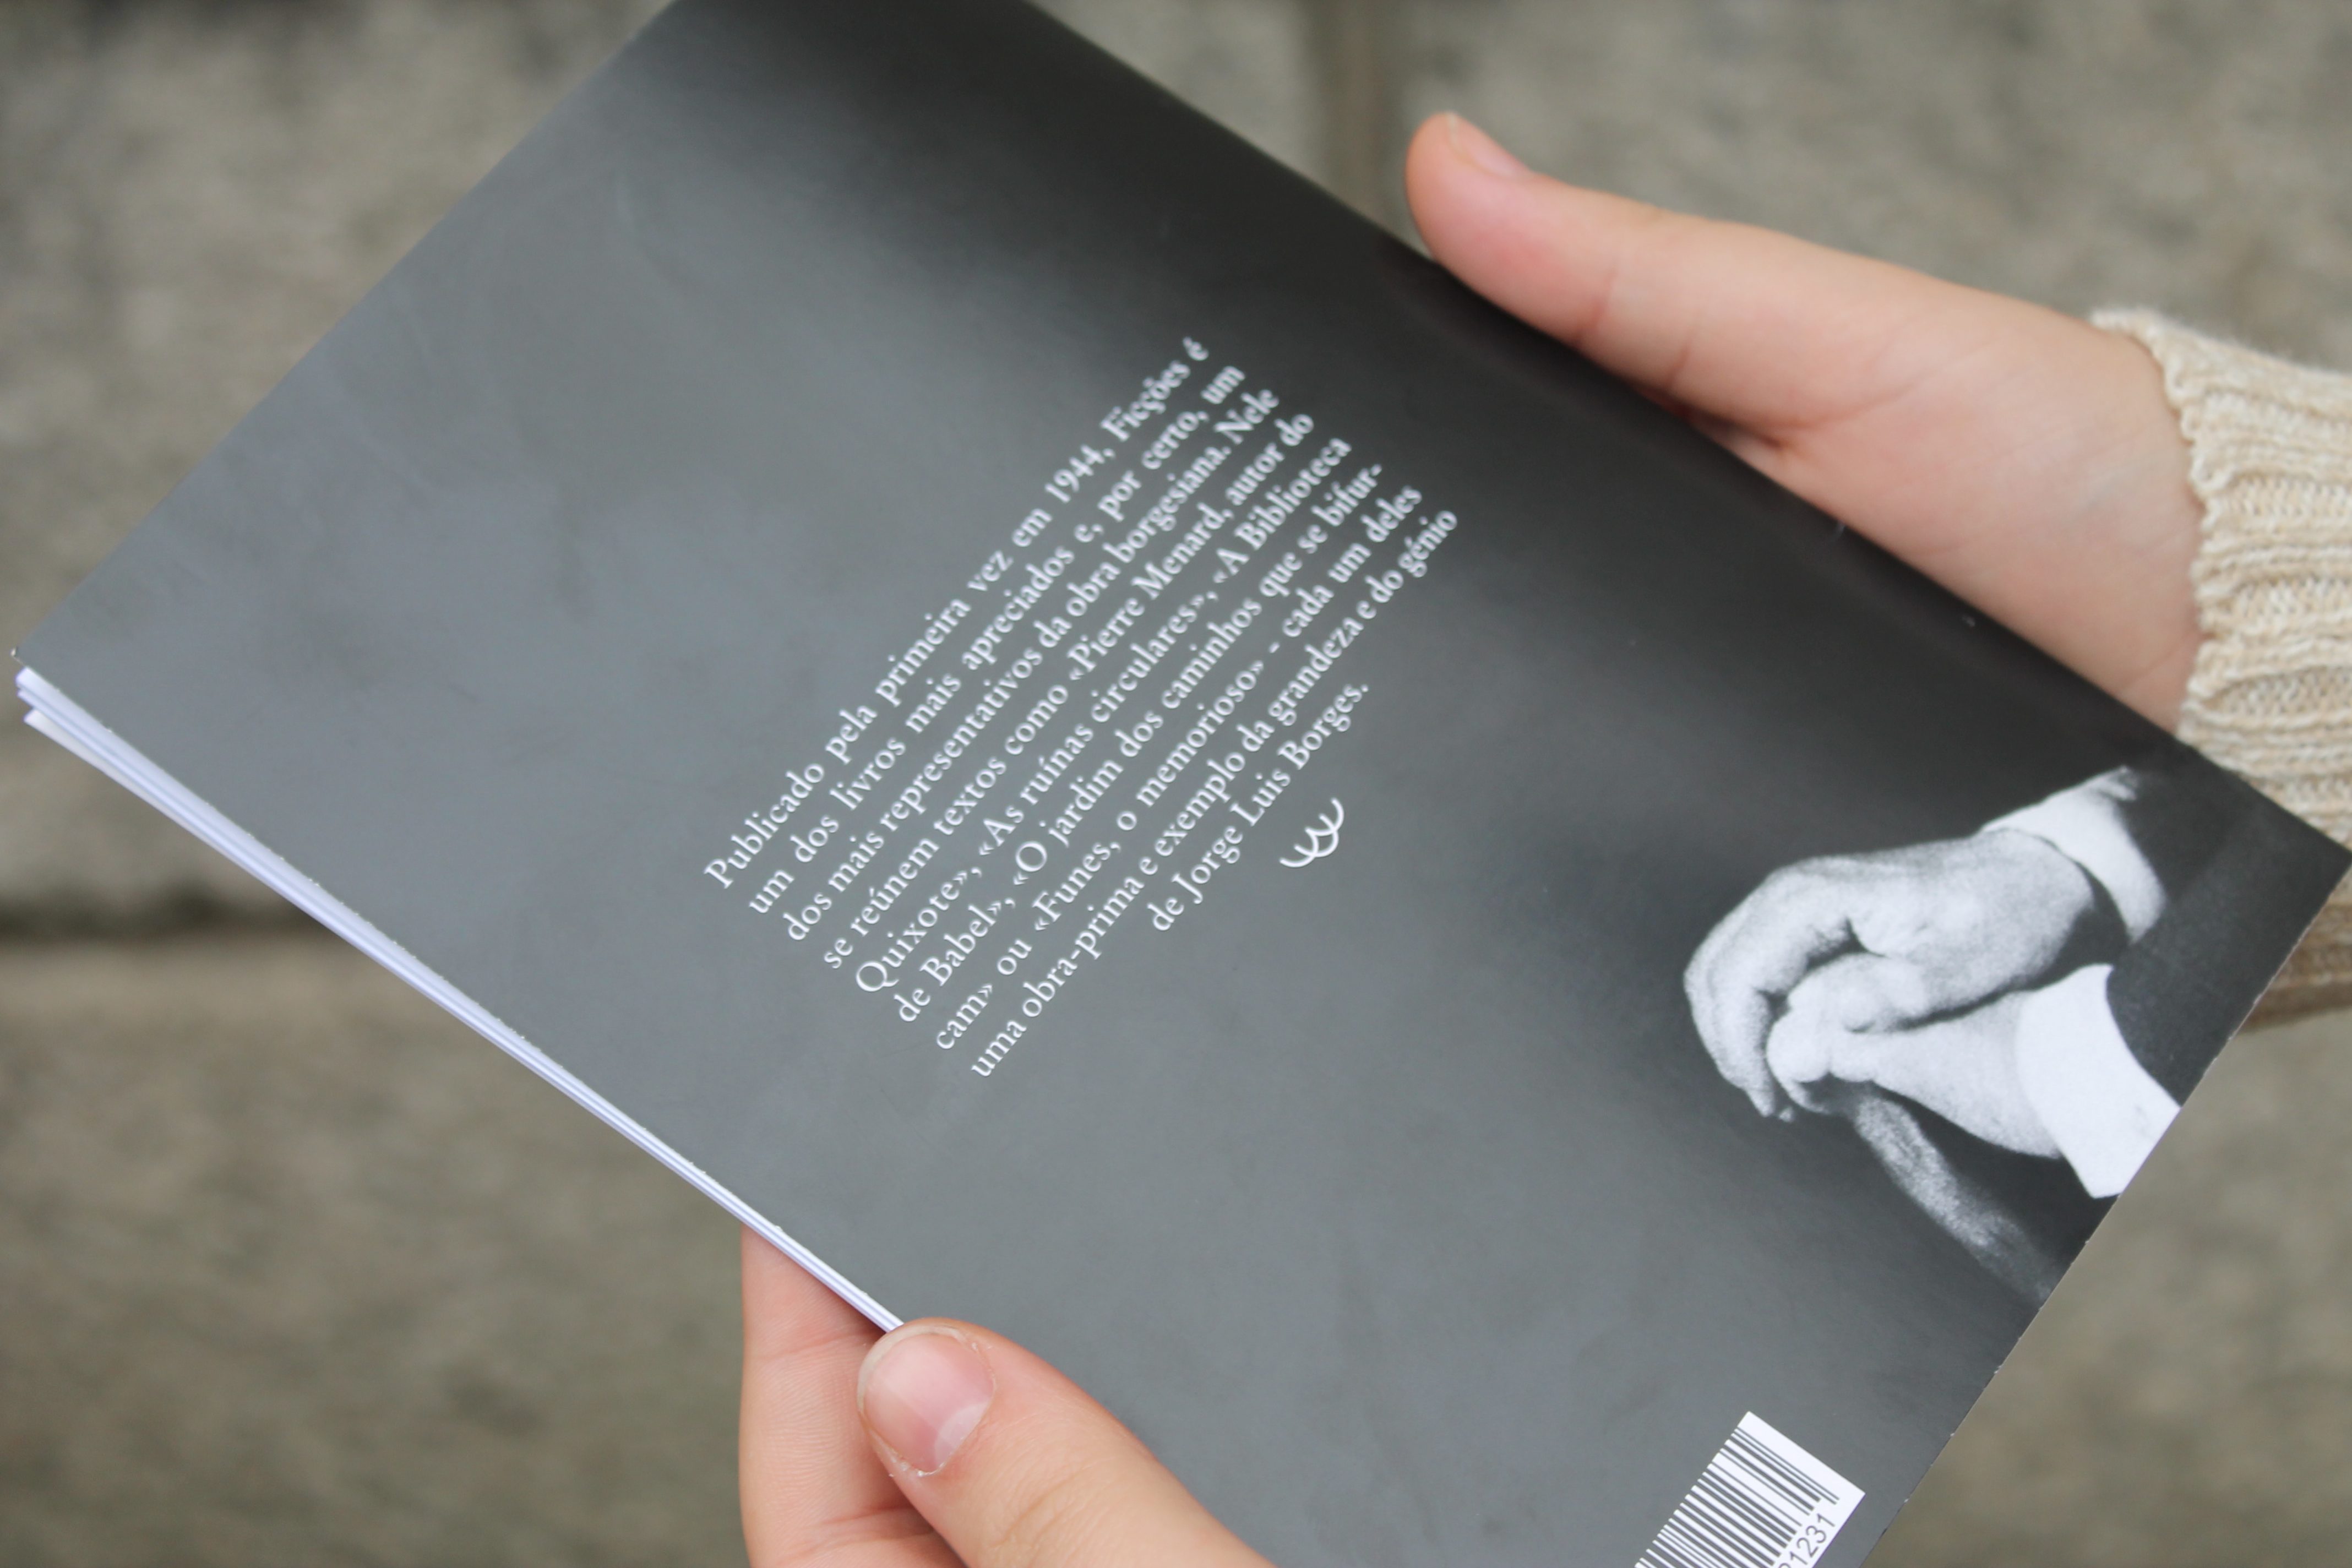 Publicado pela primeira vez em 1944, Ficções é
um dos livros mais apreciados e, por certo, um
dos mais representativos da obra borgesiana. Nele
se reúnem textos como «Pierre Menard, autor do
Quixote», «As ruínas circulares», «A Biblioteca
de Babel», «O jardim dos caminhos que se bifur-
cam» ou «Funes, o memorioso» - cada um deles
uma obra-prima e exemplo da grandeza e do génio
de Jorge Luis Borges.
21231